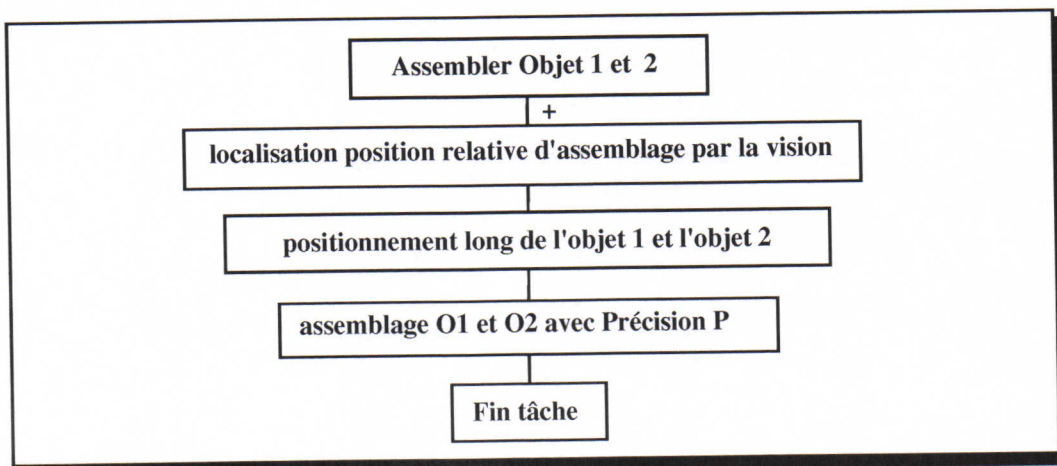 Assembler Objet 1 et 2
+
localisation position relative d'assemblage par la vision
positionnement long de l'objet 1 et l'objet 2
assemblage O1 et O2 avec Précision P
Fin tâche